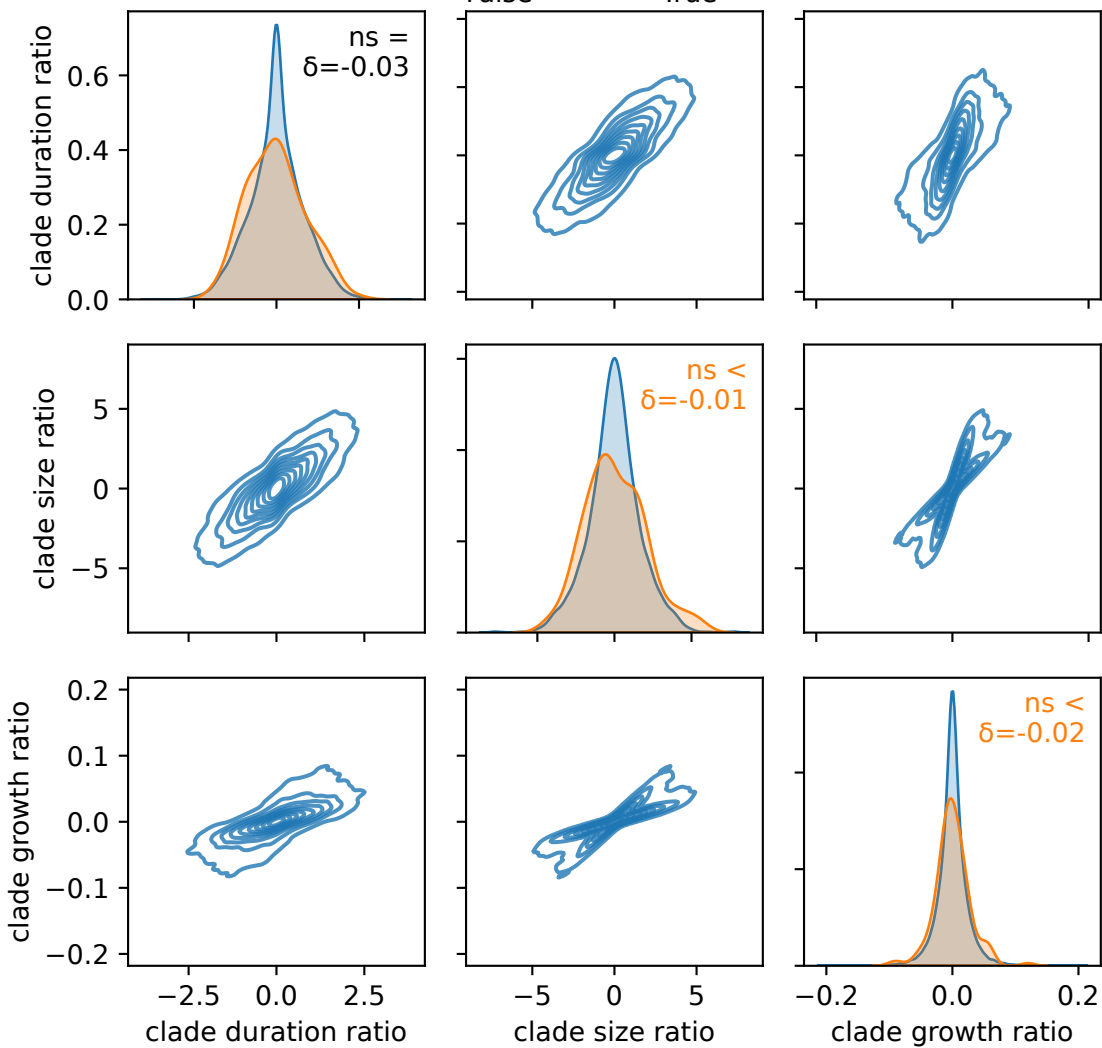 clade duration ratio
0.6
0.4
0.2
0.0
ns =
δ=-0.03
clade size ratio
5
0
−5
ns <
δ=-0.01
clade growth ratio
0.2
0.1
0.0
−0.1
−0.2
ns <
δ=-0.02
−2.5 0.0 2.5
−5 0 5
−0.2 0.0 0.2
clade duration ratio
clade size ratio
clade growth ratio